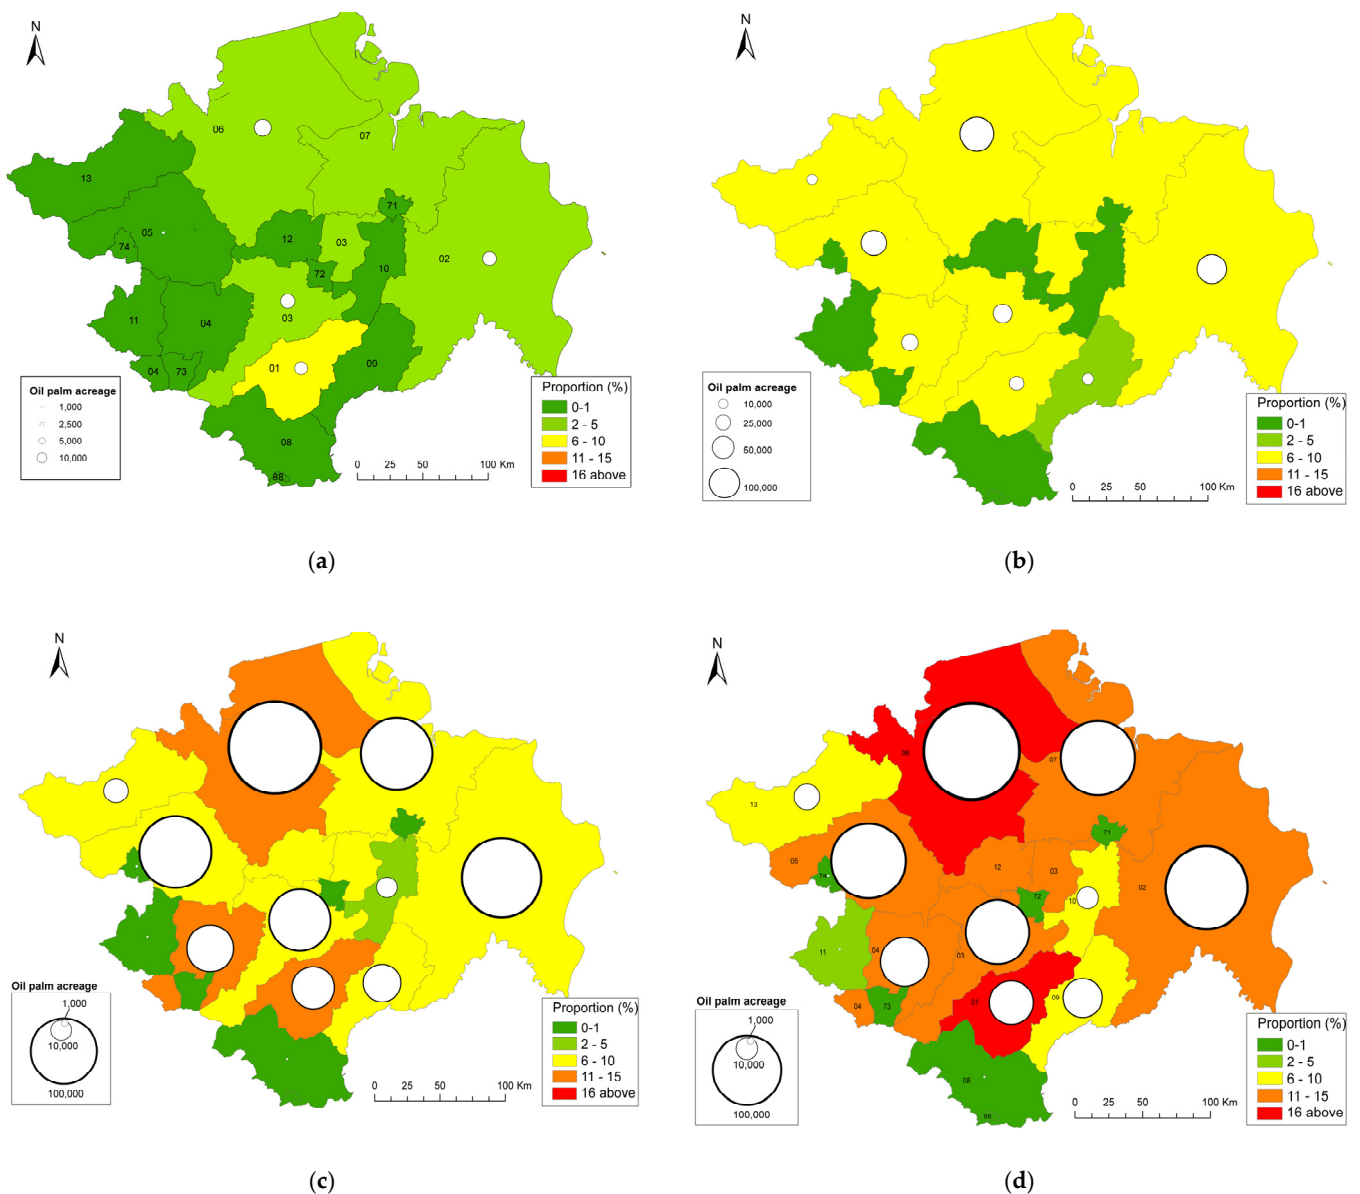 N
06
07
13
71
05
12
03
74
72
10
02
11
04
03
04
73
01
09
08
88
Oil palm acreage
1,000
2,500
5,000
10,000
0 25 50 100 Km
Proportion (%)
0-1
2 - 5
6 - 10
11 - 15
16 above
(a)
N
Oil palm acreage
10,000
25,000
60,000
100,000
0 25 50 100 Km
Proportion (%)
0-1
2 - 5
6 - 10
11 - 15
16 above
(b)
N
Oil palm acreage
1,000
10,000
100,000
0 25 50 100 Km
Proportion (%)
0-1
2 - 5
6 - 10
11 - 15
16 above
(c)
N
06
07
13
71
05
12
03
74
72
10
02
11
04
03
04
73
01
09
08
88
Oil palm acreage
1,000
10,000
100,000
0 25 50 100 Km
Proportion (%)
0-1
2 - 5
6 - 10
11 - 15
16 above
(d)